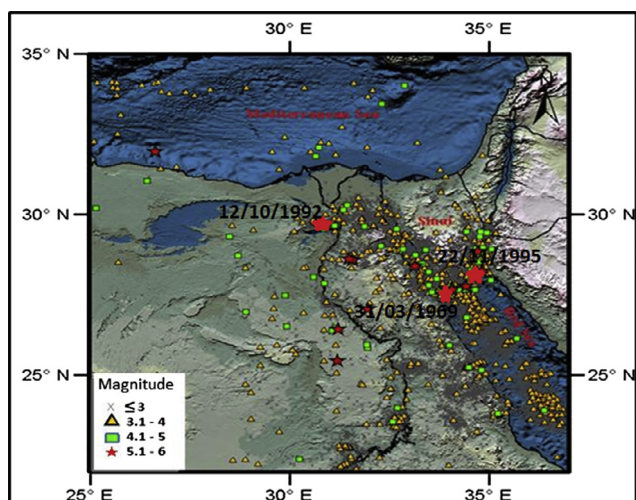 30° E 35° E
35° N 35° N
Mediterranean Sea
12/10/1992
30° N 30° N
Sinai
22/11/1995
31/03/1969
Red Sea
25° N 25° N
Magnitude
≤3
3.1 - 4
4.1 - 5
5.1 - 6
25° E 30° E 35° E